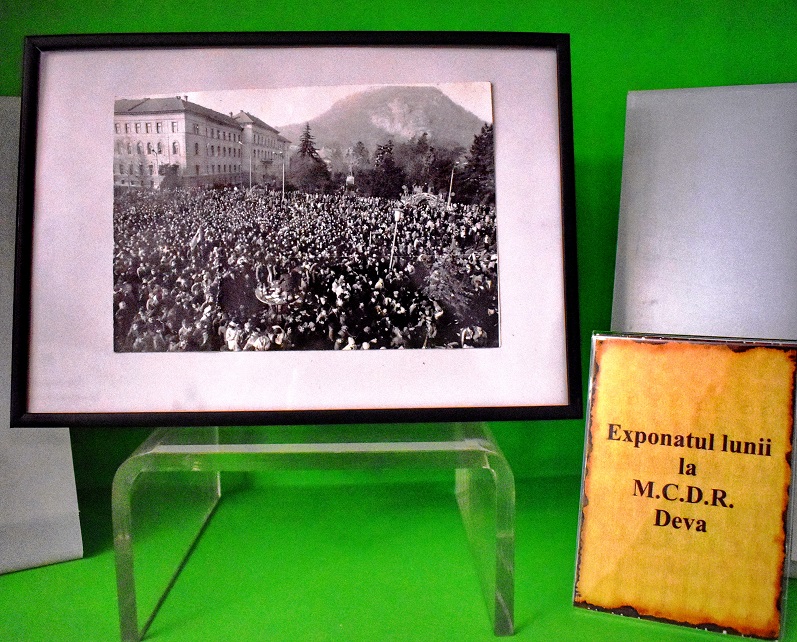 Exponatul lunii
la
M.C.D.R.
Deva